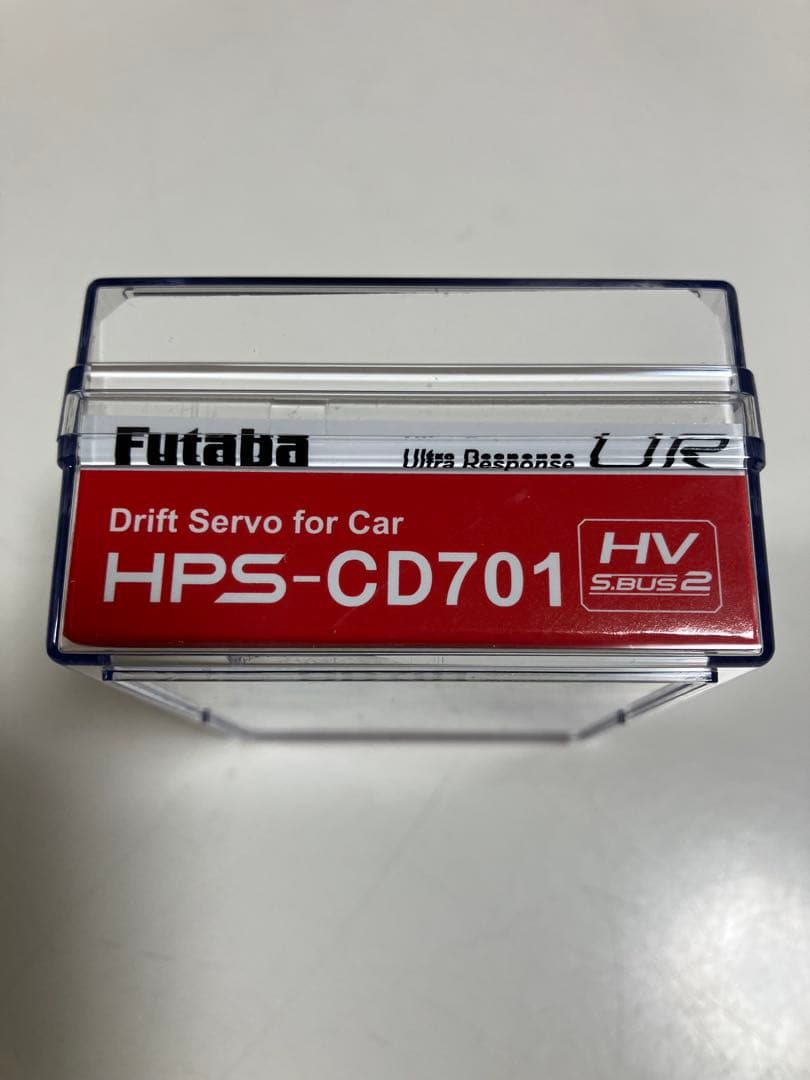 Futaba Ultra Response UR
Drift Servo for Car
HPS-CD701
HV
S.BUS2